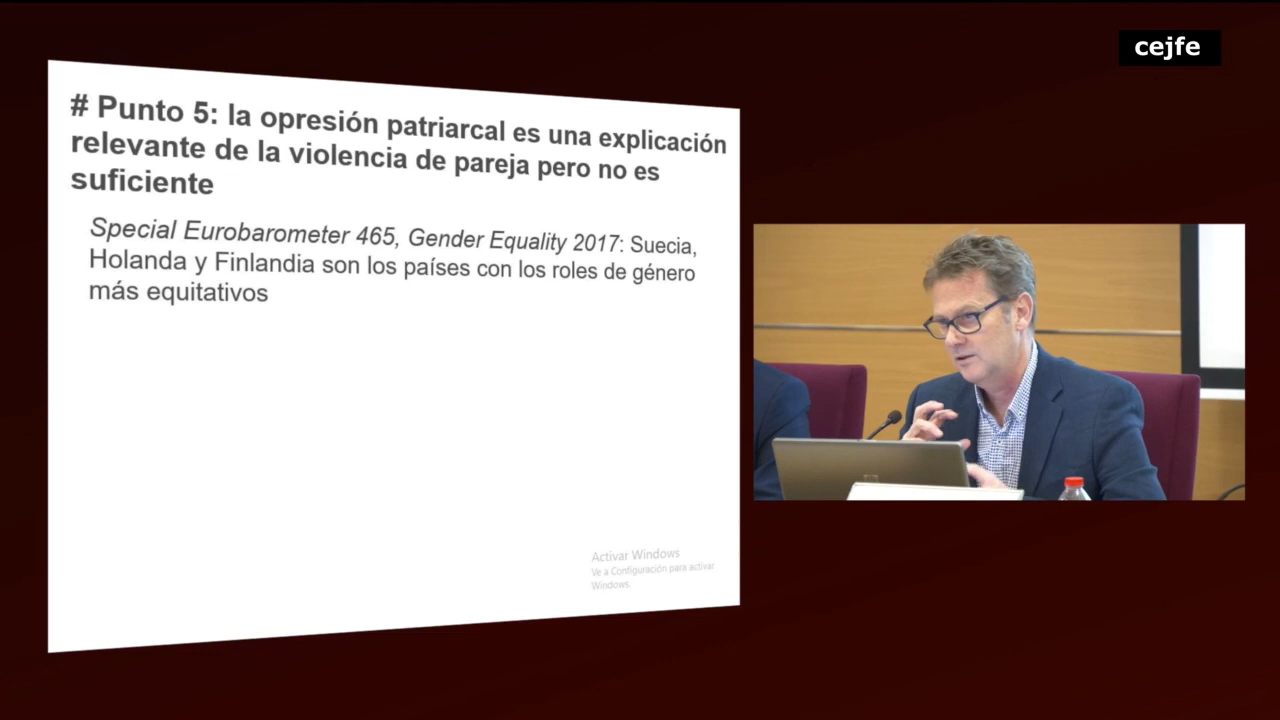 cejfe
# Punto 5: la opresión patriarcal es una explicación
relevante de la violencia de pareja pero no es
suficiente
Special Eurobarometer 465, Gender Equality 2017: Suecia,
Holanda y Finlandia son los países con los roles de género
más equitativos
Activar Windows
Ve a Configuración para activar
Windows.